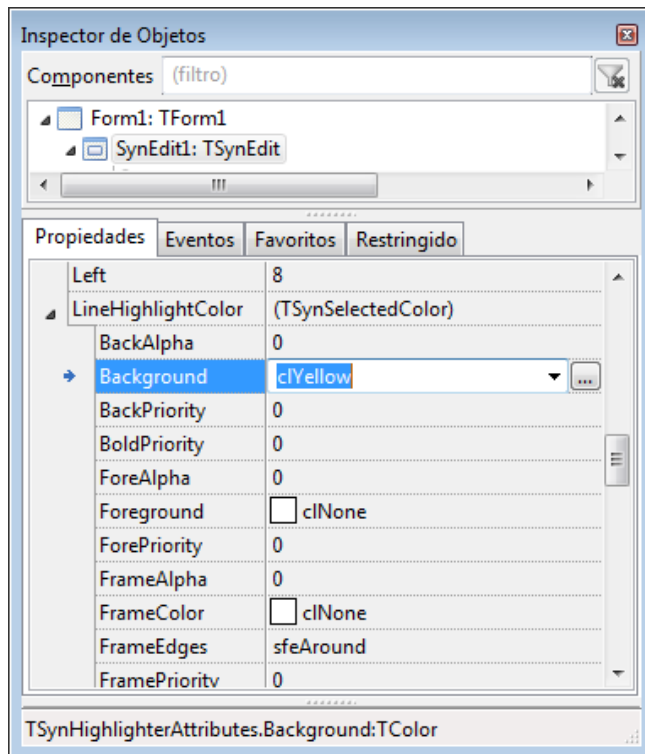 Inspector de Objetos
Componentes (filtro)
Form1: TForm1
SynEdit1: TSynEdit
Propiedades Eventos Favoritos Restringido
Left 8
LineHighlightColor (TSynSelectedColor)
BackAlpha 0
Background clYellow ...
BackPriority 0
BoldPriority 0
ForeAlpha 0
Foreground clNone
ForePriority 0
FrameAlpha 0
FrameColor clNone
FrameEdges sfeAround
FramePriority 0
TSynHighlighterAttributes.Background:TColor